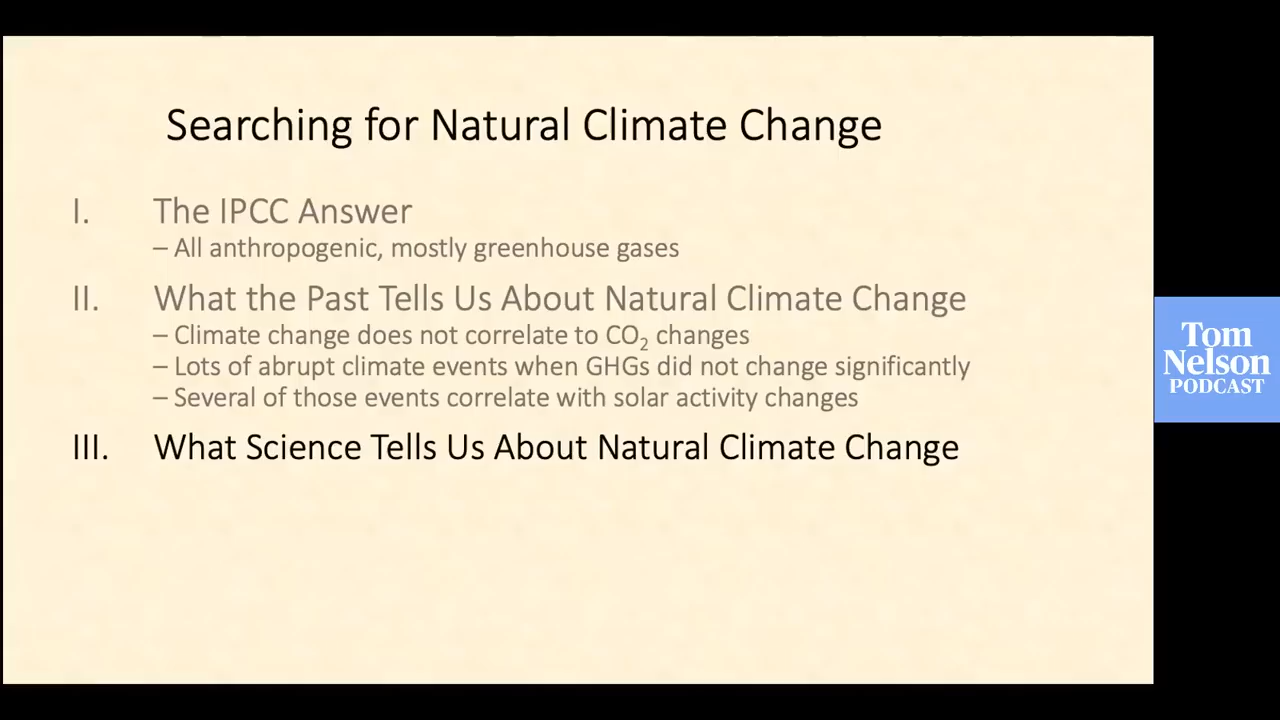 Searching for Natural Climate Change
I. The IPCC Answer
– All anthropogenic, mostly greenhouse gases
II. What the Past Tells Us About Natural Climate Change
– Climate change does not correlate to CO₂ changes
– Lots of abrupt climate events when GHGs did not change significantly
– Several of those events correlate with solar activity changes
III. What Science Tells Us About Natural Climate Change
Tom
Nelson
PODCAST